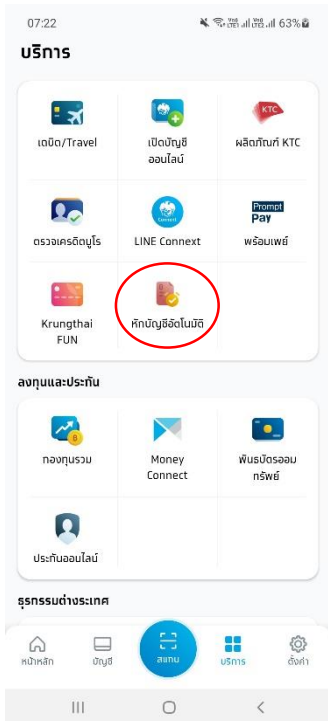 07:22 63%
บริการ
KTC
เดบิต/Travel เปิดบัญชี ผลิตภัณฑ์ KTC
ออนไลน์
Connext Prompt
Pay
ตรวจเครดิตบูโร LINE Connext พร้อมเพย์
Krungthai หักบัญชีอัตโนมัติ
FUN
ลงทุนและประกัน
กองทุนรวม Money พันธบัตรออม
Connect ทรัพย์
ประกันออนไลน์
ธุรกรรมต่างระเทศ
หน้าหลัก บัญชี สแกน บริการ ตั้งค่า